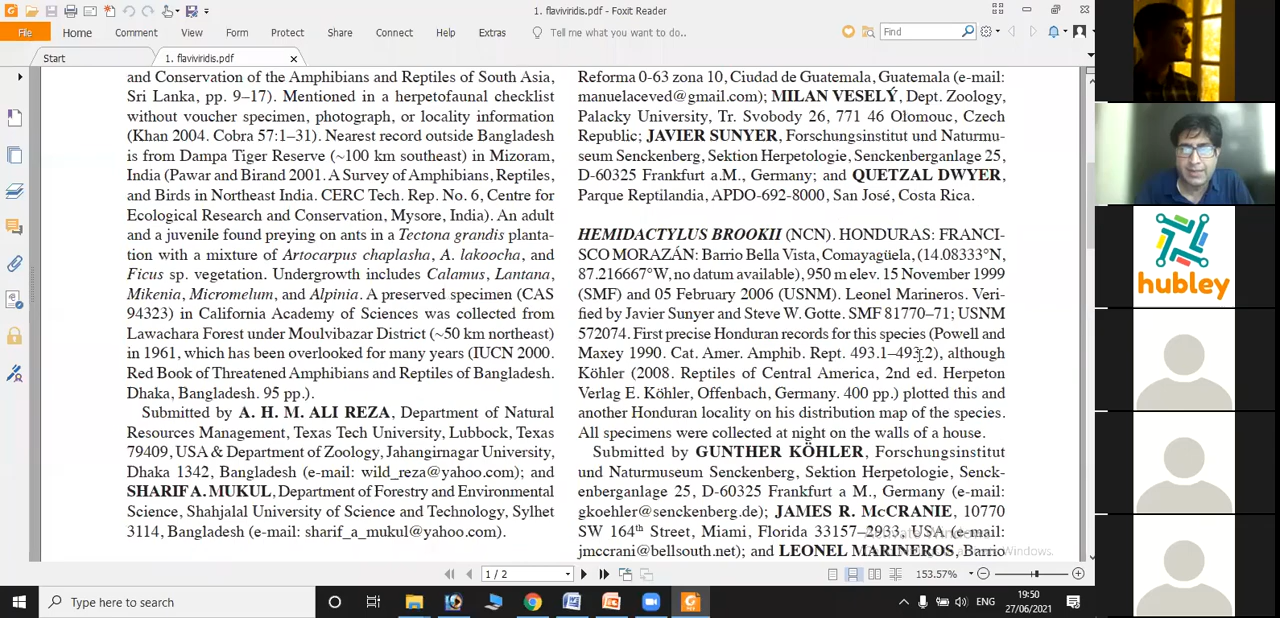 1. flaviviridis.pdf - Foxit Reader
File
Home
Comment
View
Form
Protect
Share
Connect
Help
Extras
Tell me what you want to do..
Find
Start
1. flaviviridis.pdf
and Conservation of the Amphibians and Reptiles of South Asia,
Sri Lanka, pp. 9–17). Mentioned in a herpetofaunal checklist
without voucher specimen, photograph, or locality information
(Khan 2004. Cobra 57:1–31). Nearest record outside Bangladesh
is from Dampa Tiger Reserve (~100 km southeast) in Mizoram,
India (Pawar and Birand 2001. A Survey of Amphibians, Reptiles,
and Birds in Northeast India. CERC Tech. Rep. No. 6, Centre for
Ecological Research and Conservation, Mysore, India). An adult
and a juvenile found preying on ants in a Tectona grandis planta-
tion with a mixture of Artocarpus chaplasha, A. lakoocha, and
Ficus sp. vegetation. Undergrowth includes Calamus, Lantana,
Mikenia, Micromelum, and Alpinia. A preserved specimen (CAS
94323) in California Academy of Sciences was collected from
Lawachara Forest under Moulvibazar District (~50 km northeast)
in 1961, which has been overlooked for many years (IUCN 2000.
Red Book of Threatened Amphibians and Reptiles of Bangladesh.
Dhaka, Bangladesh. 95 pp.).
Submitted by A. H. M. ALI REZA, Department of Natural
Resources Management, Texas Tech University, Lubbock, Texas
79409, USA & Department of Zoology, Jahangirnagar University,
Dhaka 1342, Bangladesh (e-mail: wild_reza@yahoo.com); and
SHARIF A. MUKUL, Department of Forestry and Environmental
Science, Shahjalal University of Science and Technology, Sylhet
3114, Bangladesh (e-mail: sharif_a_mukul@yahoo.com).
Reforma 0-63 zona 10, Ciudad de Guatemala, Guatemala (e-mail:
manuelaceved@gmail.com); MILAN VESELÝ, Dept. Zoology,
Palacky University, Tr. Svobody 26, 771 46 Olomouc, Czech
Republic; JAVIER SUNYER, Forschungsinstitut und Naturmu-
seum Senckenberg, Sektion Herpetologie, Senckenberganlage 25,
D-60325 Frankfurt a.M., Germany; and QUETZAL DWYER,
Parque Reptilandia, APDO-692-8000, San José, Costa Rica.
HEMIDACTYLUS BROOKII (NCN). HONDURAS: FRANCI-
SCO MORAZÁN: Barrio Bella Vista, Comayagüela, (14.08333°N,
87.216667°W, no datum available), 950 m elev. 15 November 1999
(SMF) and 05 February 2006 (USNM). Leonel Marineros. Veri-
fied by Javier Sunyer and Steve W. Gotte. SMF 81770–71; USNM
572074. First precise Honduran records for this species (Powell and
Maxey 1990. Cat. Amer. Amphib. Rept. 493.1–493.2), although
Köhler (2008. Reptiles of Central America, 2nd ed. Herpeton
Verlag E. Köhler, Offenbach, Germany. 400 pp.) plotted this and
another Honduran locality on his distribution map of the species.
All specimens were collected at night on the walls of a house.
Submitted by GUNTHER KÖHLER, Forschungsinstitut
und Naturmuseum Senckenberg, Sektion Herpetologie, Senck-
enberganlage 25, D-60325 Frankfurt a M., Germany (e-mail:
gkoehler@senckenberg.de); JAMES R. McCRANIE, 10770
SW 164th Street, Miami, Florida 33157–2933, USA (e-mail:
jmccrani@bellsouth.net); and LEONEL MARINEROS, Barrio
Activate Windows
Windows.
hubley
1 / 2
153.57%
Type here to search
ENG
19:50
27/06/2021